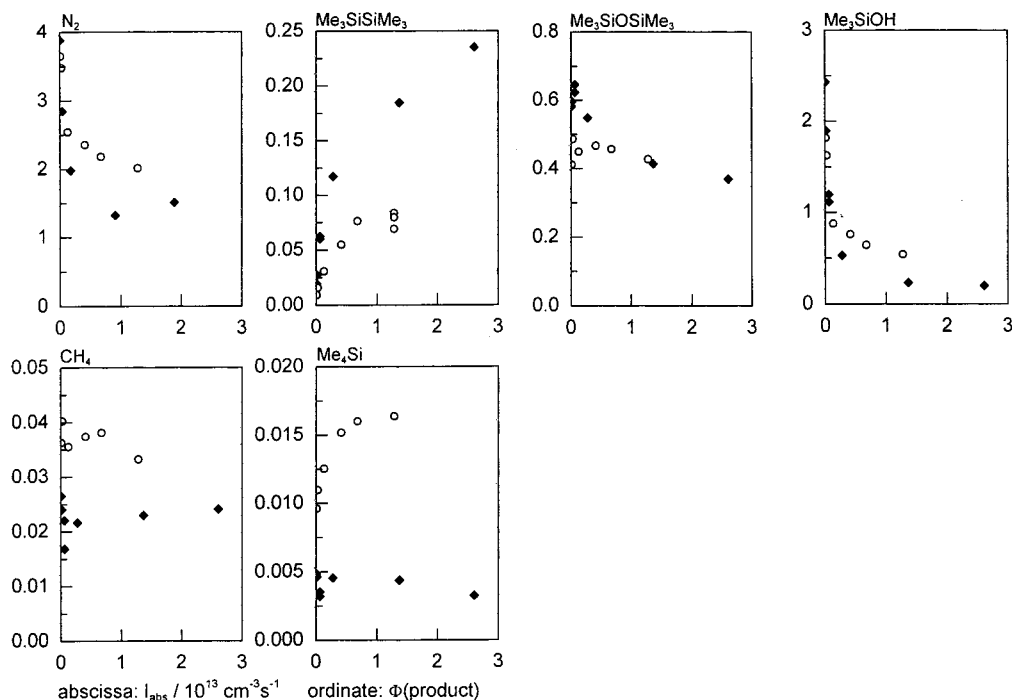 N₂ Me₃SiSiMe₃ Me₃SiOSiMe₃ Me₃SiOH
4 0.25 0.8 3
3 0.20 0.6 2
2 0.15 0.4 1
1 0.10 0.2 0
0 0.05 0.0
0.00
0 1 2 3 0 1 2 3 0 1 2 3 0 1 2 3
CH₄ Me₄Si
0.05 0.020
0.04 0.015
0.03 0.010
0.02 0.005
0.01 0.000
0.00
0 1 2 3 0 1 2 3
abscissa: I_abs / 10¹³ cm⁻³s⁻¹ ordinate: Φ(product)